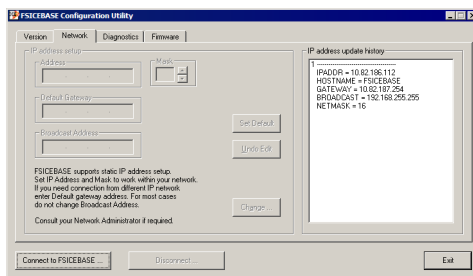 FSICEBASE Configuration Utility
Version Network Diagnostics Firmware
IP address setup
Address
Mask
Default Gateway
Broadcast Address
Set Default
Undo Edit
FSICEBASE supports static IP address setup.
Set IP Address and Mask to work within your network.
If you need connection from different IP network
enter Default gateway address. For most cases
do not change Broadcast Address.
Consult your Network Administrator if required.
Change ...
IP address update history
1 ----------------------------------------
IPADDR = 10.82.186.112
HOSTNAME = FSICEBASE
GATEWAY = 10.82.187.254
BROADCAST = 192.168.255.255
NETMASK = 16
Connect to FSICEBASE ...
Disconnect ...
Exit